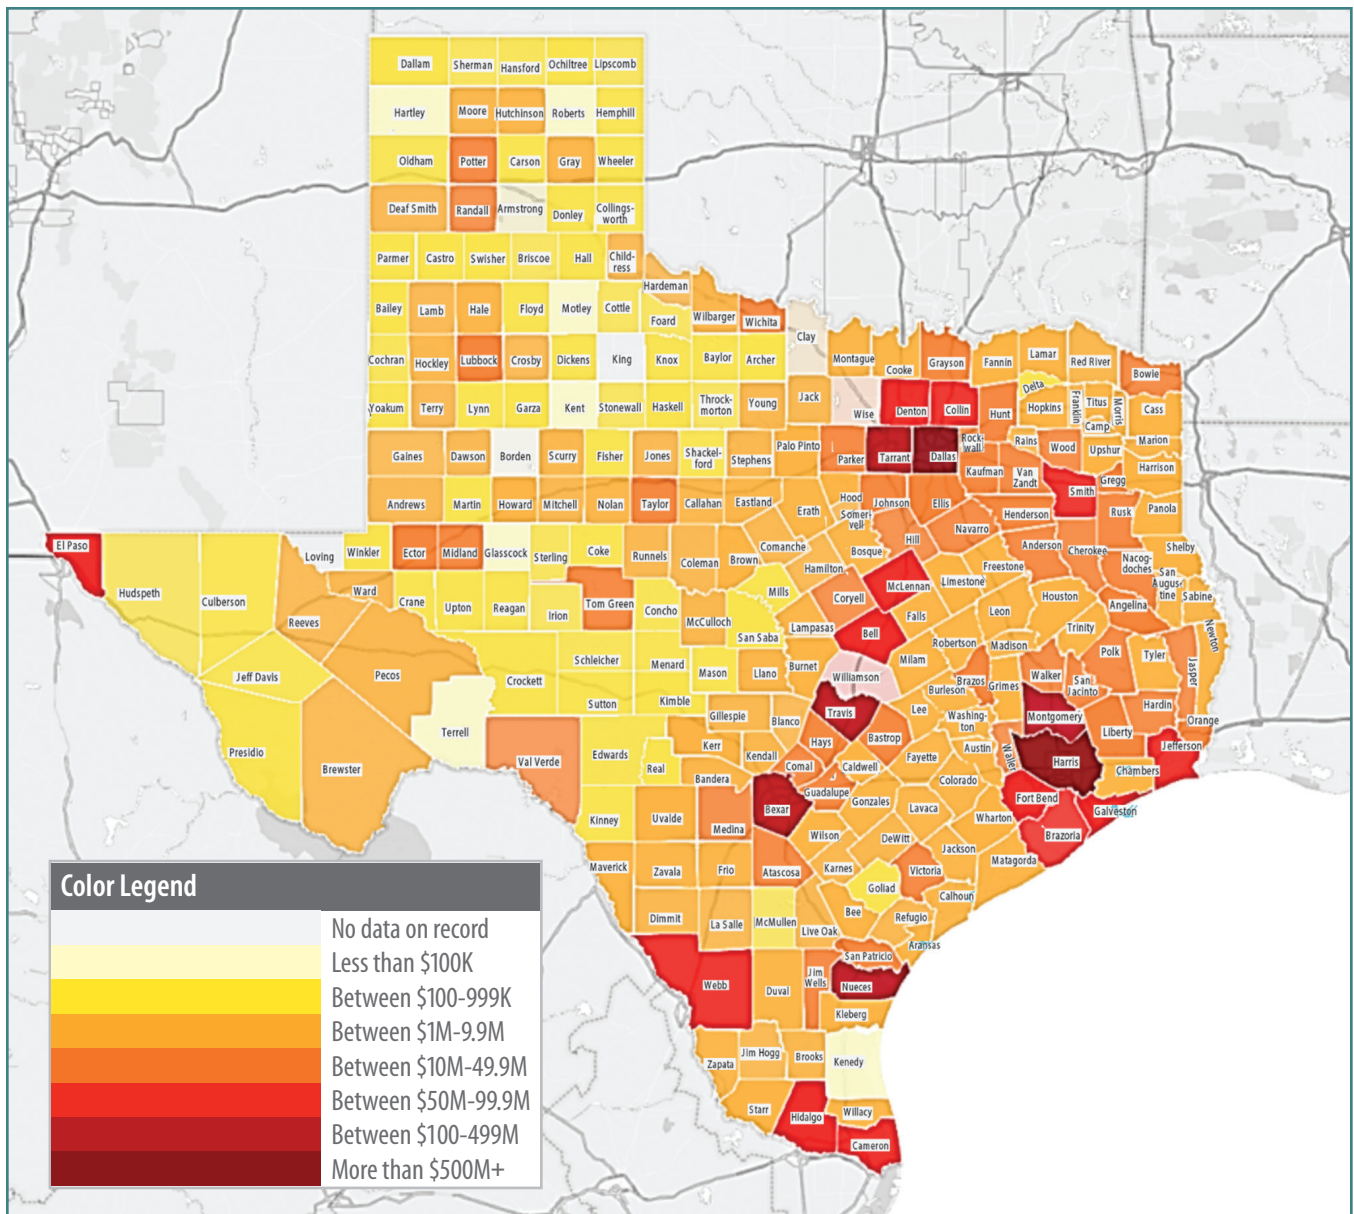 Dallam Sherman Hansford Ochiltree Lipscomb
Hartley Moore Hutchinson Roberts Hemphill
Oldham Potter Carson Gray Wheeler
Deaf Smith Randall Armstrong Donley Collings-
worth
Parmer Castro Swisher Briscoe Hall Child-
ress
Hardeman
Bailey Lamb Hale Floyd Motley Cottle Foard Wilbarger Wichita
Clay
Cochran Hockley Lubbock Crosby Dickens King Knox Baylor Archer
Montague Cooke Grayson Fannin Lamar Red River Bowie
Yoakum Terry Lynn Garza Kent Stonewall Haskell Throck-
morton Young Jack Wise Denton Collin Hunt Delta Hopkins Franklin Titus Morris Cass
Camp
Gaines Dawson Borden Scurry Fisher Jones Shackel-
ford Stephens Palo Pinto Parker Tarrant Dallas Rock-
wall Rains Wood Upshur Marion
Kaufman Van
Zandt Smith Gregg Harrison
Andrews Martin Howard Mitchell Nolan Taylor Callahan Eastland Erath Hood Johnson Ellis Henderson Rusk Panola
Somer-
vell
El Paso Loving Winkler Ector Midland Glasscock Sterling Coke Runnels Coleman Brown Comanche Bosque Hill Navarro Anderson Cherokee Nacog-
doches Shelby
Hudspeth Culberson Reeves Ward Crane Upton Reagan Irion Tom Green Concho McCulloch San Saba Mills Hamilton Coryell McLennan Limestone Freestone Leon Houston Angelina San
Augus-
tine Sabine
Lampasas Bell Falls Robertson Madison Trinity Polk Tyler Jasper Newton
Jeff Davis Pecos Crockett Schleicher Menard Mason Llano Burnet Williamson Milam Brazos Grimes Walker San
Jacinto Hardin
Burleson
Presidio Brewster Terrell Val Verde Sutton Kimble Gillespie Blanco Travis Lee Washing-
ton Montgomery Liberty Orange
Edwards Real Kerr Kendall Hays Bastrop Fayette Austin Waller Harris Chambers Jefferson
Bandera Comal Caldwell Colorado
Kinney Uvalde Medina Bexar Guadalupe Gonzales Lavaca Wharton Fort Bend Galveston
Wilson DeWitt Jackson Brazoria
Maverick Zavala Frio Atascosa Karnes Goliad Victoria Matagorda
Calhoun
Dimmit La Salle McMullen Live Oak Bee Refugio
Aransas
San Patricio
Webb Duval Jim
Wells Nueces
Kleberg
Zapata Jim Hogg Brooks Kenedy
Starr Hidalgo Willacy
Cameron
Color Legend
No data on record
Less than $100K
Between $100-999K
Between $1M-9.9M
Between $10M-49.9M
Between $50M-99.9M
Between $100-499M
More than $500M+